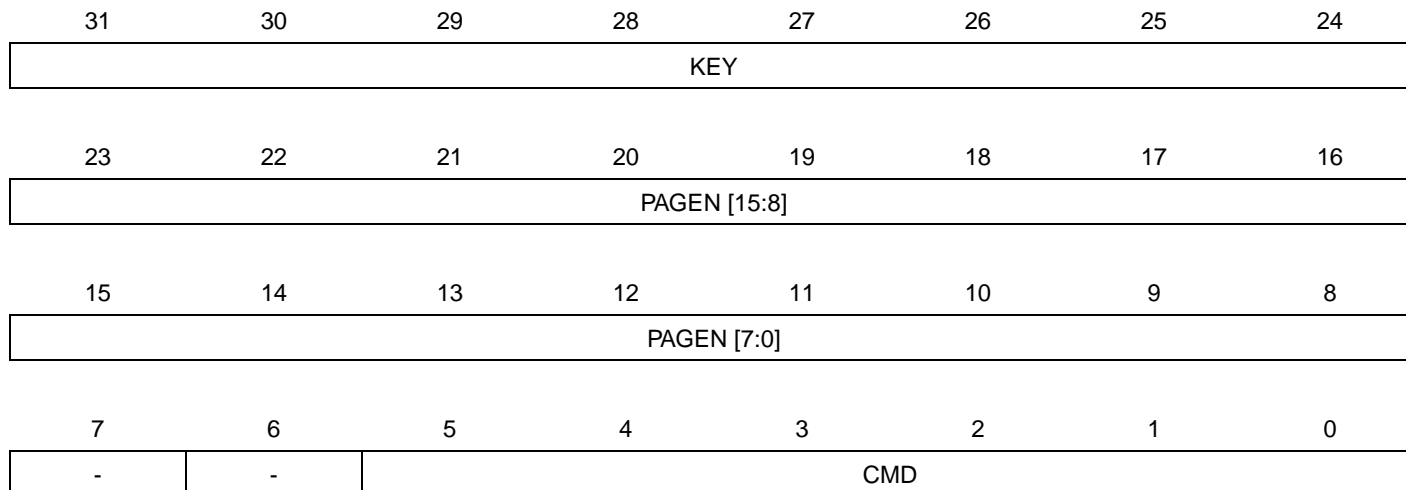 31 30 29 28 27 26 25 24
KEY
23 22 21 20 19 18 17 16
PAGEN [15:8]
15 14 13 12 11 10 9 8
PAGEN [7:0]
7 6 5 4 3 2 1 0
- - CMD